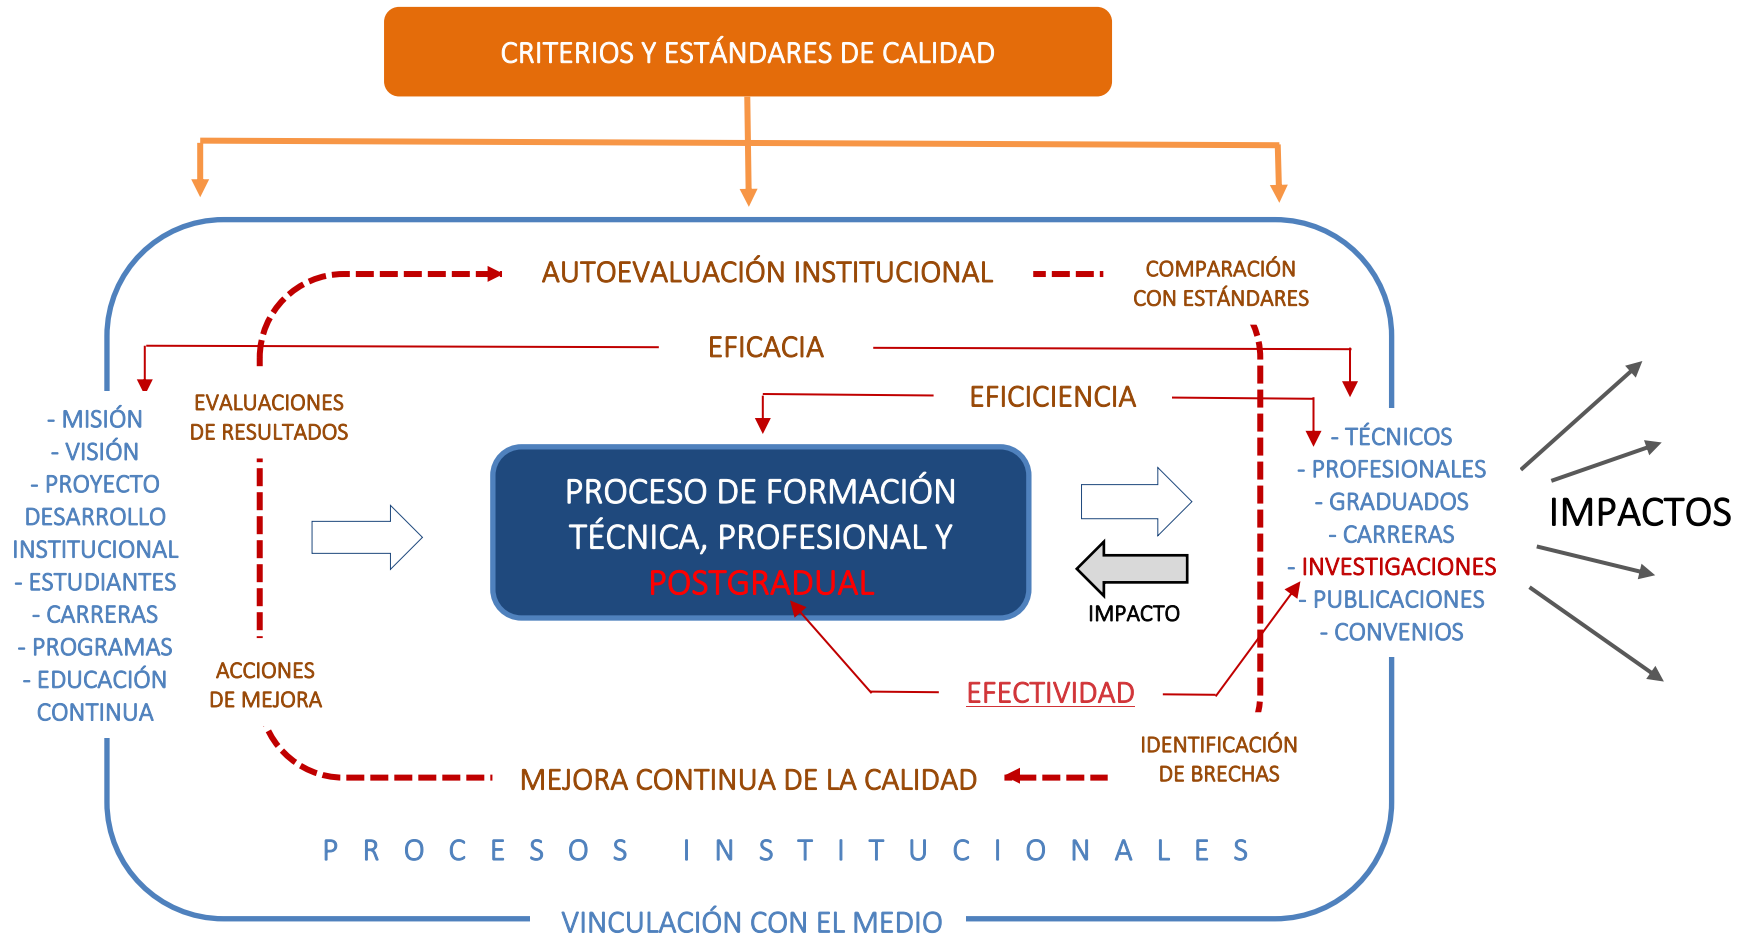 CRITERIOS Y ESTÁNDARES DE CALIDAD
AUTOEVALUACIÓN INSTITUCIONAL
COMPARACIÓN
CON ESTÁNDARES
EFICACIA
EFICICIENCIA
EVALUACIONES
DE RESULTADOS
- MISIÓN
- VISIÓN
- PROYECTO
DESARROLLO
INSTITUCIONAL
- ESTUDIANTES
- CARRERAS
- PROGRAMAS
- EDUCACIÓN
CONTINUA
PROCESO DE FORMACIÓN
TÉCNICA, PROFESIONAL Y
POSTGRADUAL
IMPACTO
- TÉCNICOS
- PROFESIONALES
- GRADUADOS
- CARRERAS
- INVESTIGACIONES
- PUBLICACIONES
- CONVENIOS
IMPACTOS
ACCIONES
DE MEJORA
EFECTIVIDAD
IDENTIFICACIÓN
DE BRECHAS
MEJORA CONTINUA DE LA CALIDAD
P R O C E S O S I N S T I T U C I O N A L E S
VINCULACIÓN CON EL MEDIO